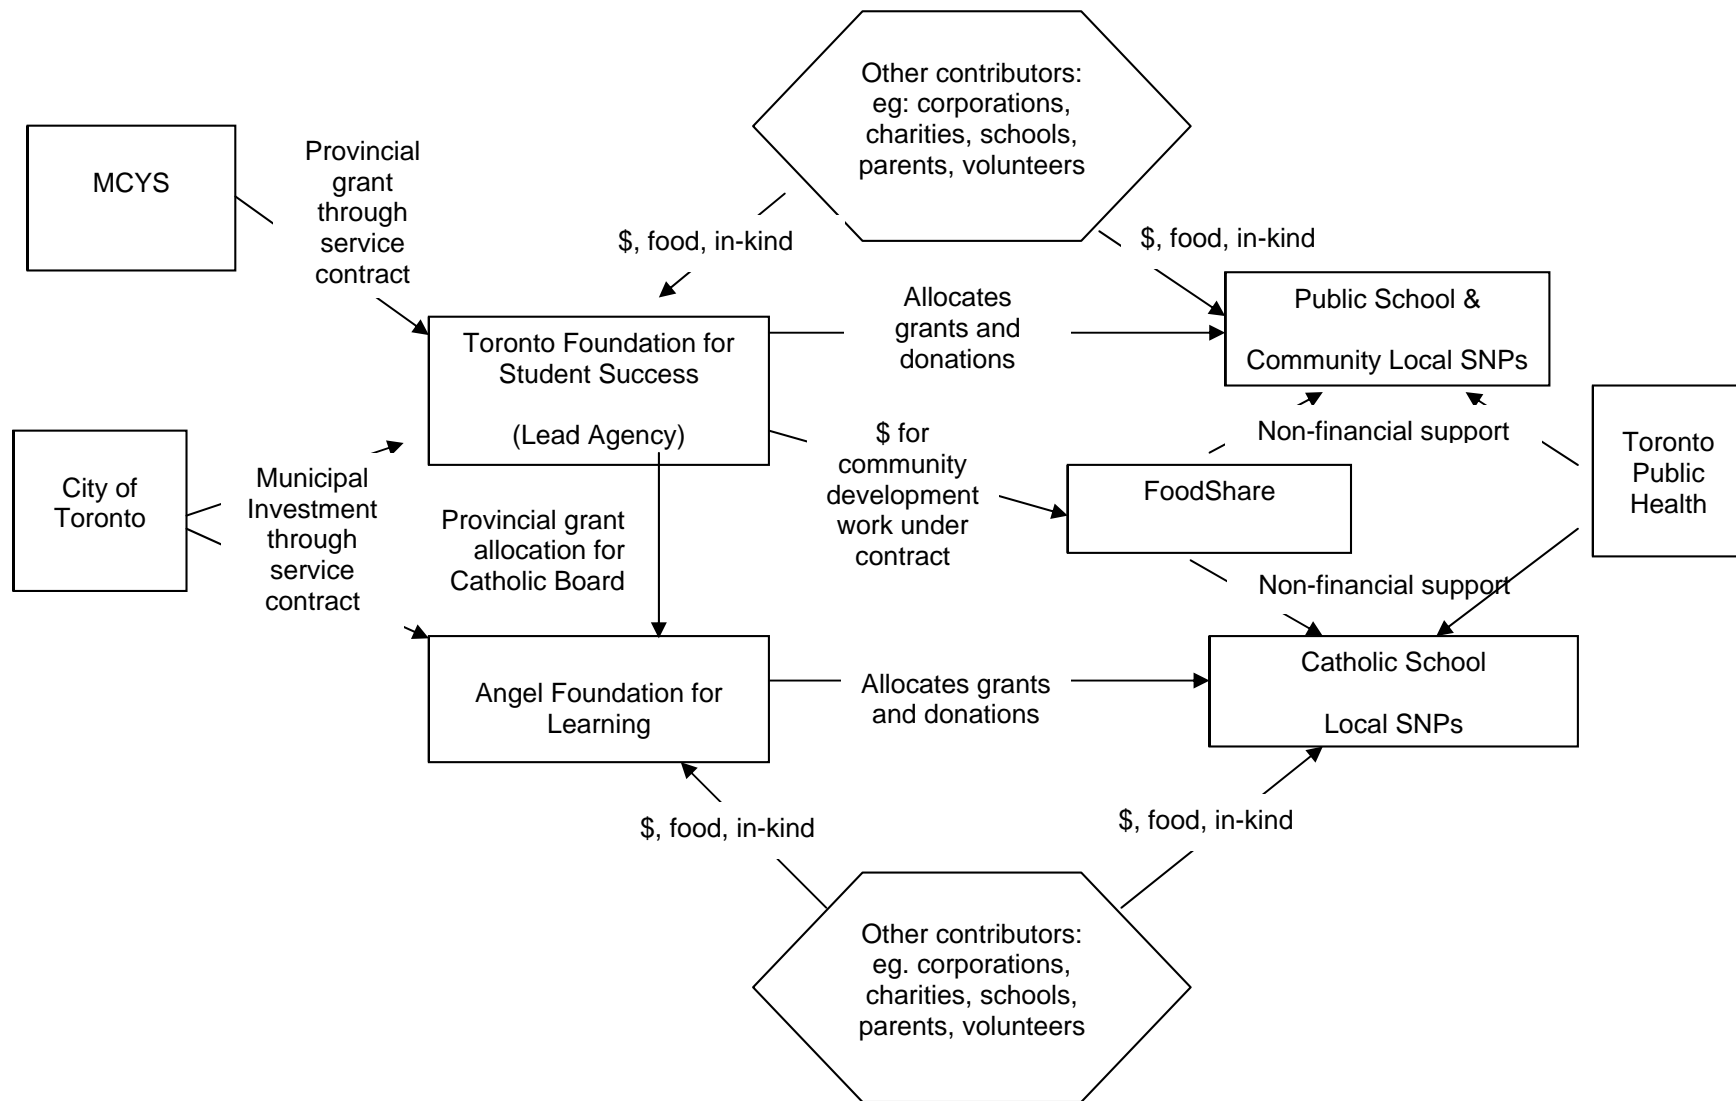 Other contributors:
eg: corporations,
charities, schools,
parents, volunteers
MCYS
Provincial
grant
through
service
contract
$, food, in-kind
$, food, in-kind
Toronto Foundation for
Student Success
(Lead Agency)
Allocates
grants and
donations
Public School &
Community Local SNPs
City of
Toronto
Municipal
Investment
through
service
contract
Provincial grant
allocation for
Catholic Board
$ for
community
development
work under
contract
Non-financial support
FoodShare
Toronto
Public
Health
Non-financial support
Angel Foundation for
Learning
Allocates grants
and donations
Catholic School
Local SNPs
$, food, in-kind
$, food, in-kind
Other contributors:
eg. corporations,
charities, schools,
parents, volunteers